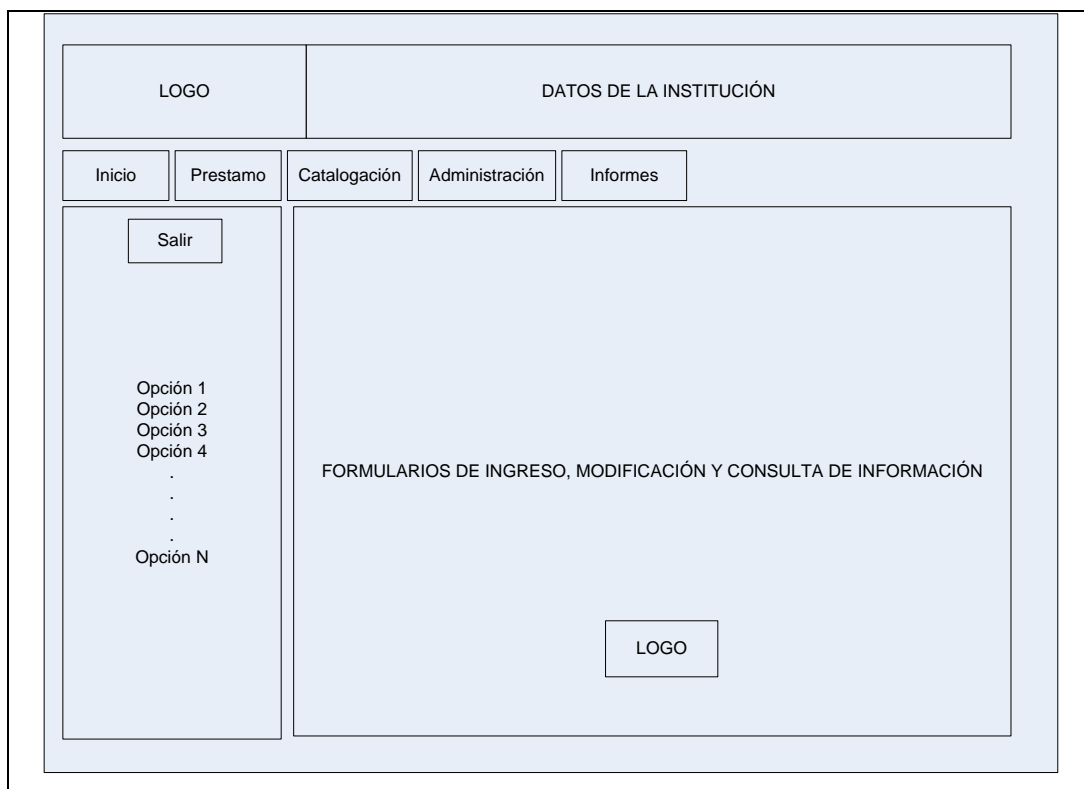 LOGO
DATOS DE LA INSTITUCIÓN
Inicio
Prestamo
Catalogación
Administración
Informes
Salir
Opción 1
Opción 2
Opción 3
Opción 4
.
.
.
.
Opción N
FORMULARIOS DE INGRESO, MODIFICACIÓN Y CONSULTA DE INFORMACIÓN
LOGO